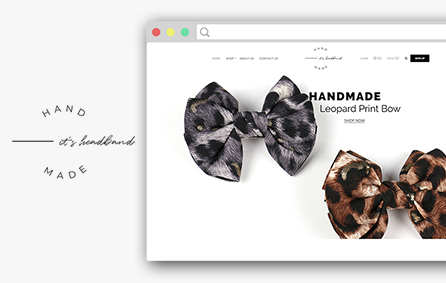 HAND
it's headband
MADE
HAND
it's headband
MADE
HOME SHOP ABOUT US CONTACT US
SIGN UP
HANDMADE
Leopard Print Bow
SHOP NOW